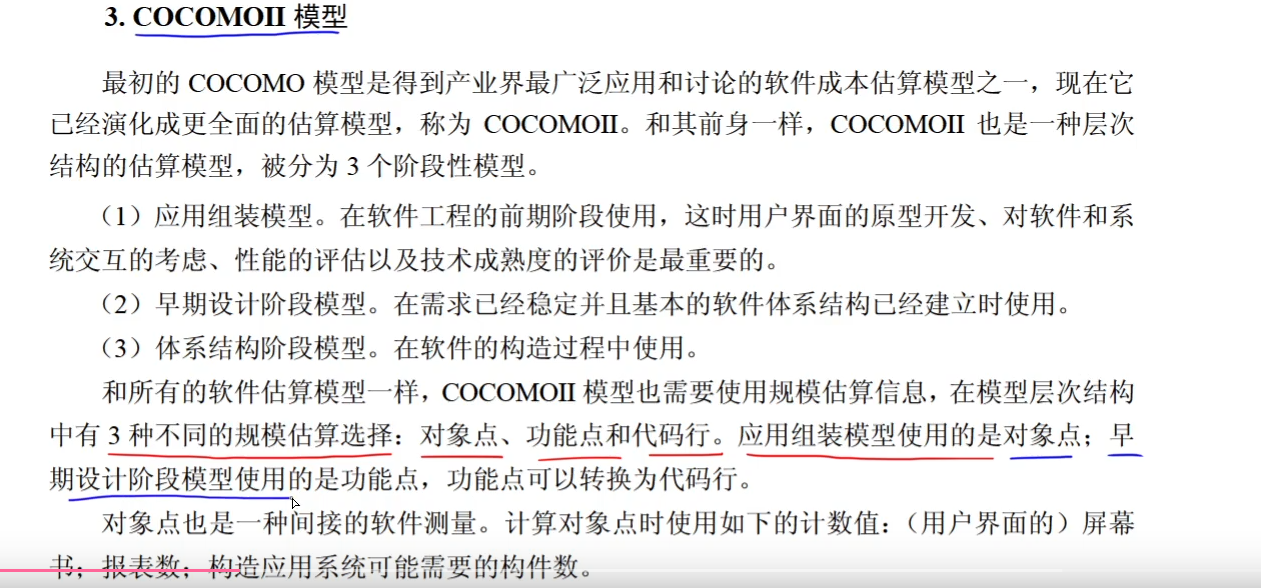 3. COCOMOII 模型
最初的 COCOMO 模型是得到产业界最广泛应用和讨论的软件成本估算模型之一，现在它
已经演化成更全面的估算模型，称为 COCOMOII。和其前身一样，COCOMOII 也是一种层次
结构的估算模型，被分为 3 个阶段性模型。
（1）应用组装模型。在软件工程的前期阶段使用，这时用户界面的原型开发、对软件和系
统交互的考虑、性能的评估以及技术成熟度的评价是最重要的。
（2）早期设计阶段模型。在需求已经稳定并且基本的软件体系结构已经建立时使用。
（3）体系结构阶段模型。在软件的构造过程中使用。
和所有的软件估算模型一样，COCOMOII 模型也需要使用规模估算信息，在模型层次结构
中有 3 种不同的规模估算选择：对象点、功能点和代码行。应用组装模型使用的是对象点；早
期设计阶段模型使用的是功能点，功能点可以转换为代码行。
对象点也是一种间接的软件测量。计算对象点时使用如下的计数值：（用户界面的）屏幕
书；报表数；构造应用系统可能需要的构件数。